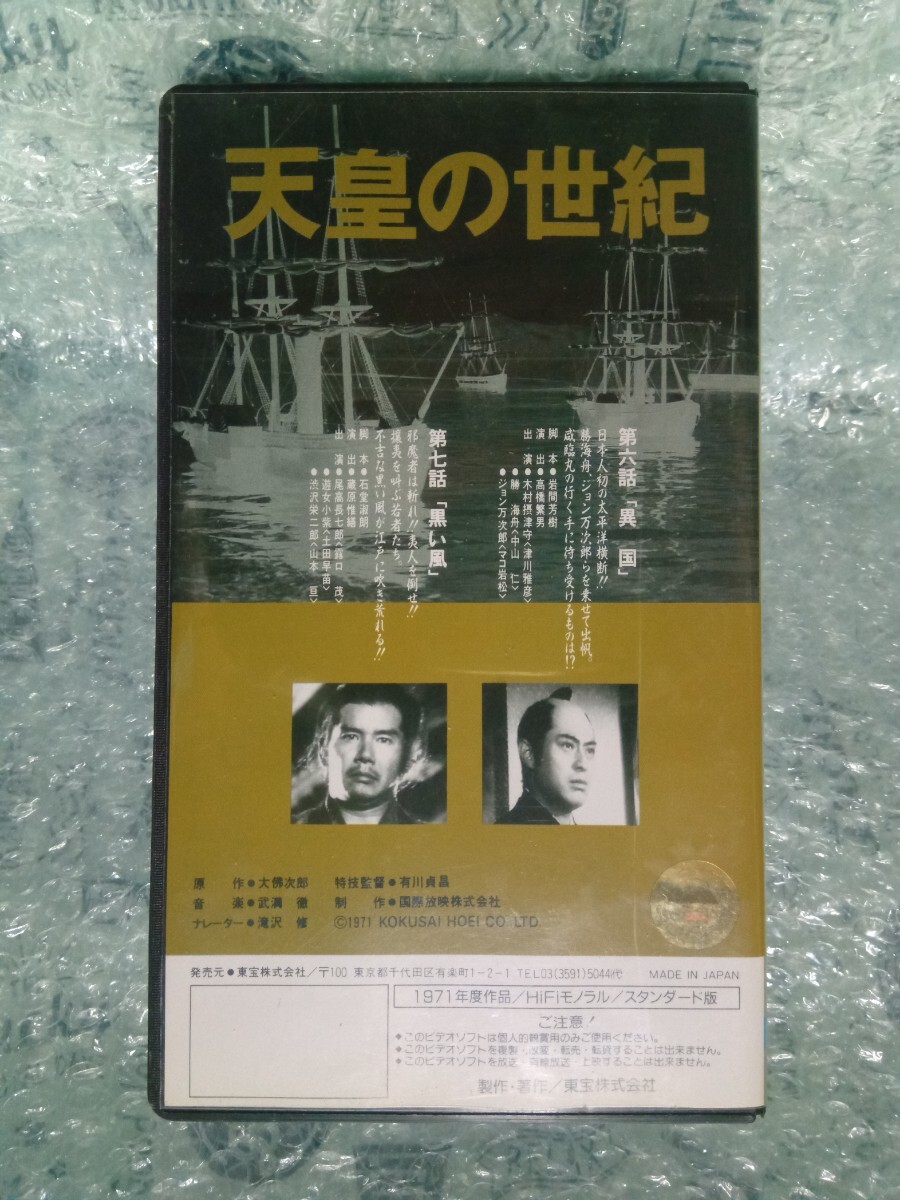 天皇の世紀
第六話「異 国」
日本人初の太平洋横断!!
勝海舟、ジョン万次郎らを乗せて出帆。
咸臨丸の行く手に待ち受けるものは!?
脚 本●岩間芳樹
演 出●高橋繁男
出 演●木村摂津守〈津川雅彦〉
●勝 海舟〈中山 仁〉
●ジョン万次郎〈マコ岩松〉
第七話「黒い風」
邪魔者は斬れ!!夷人を倒せ!!
攘夷を叫ぶ若者たち。
不吉な黒い風が江戸に吹き荒れる!!
脚 本●石堂淑朗
演 出●蔵原惟繕
出 演●尾高長七郎〈露口 茂〉
●遊女小紫〈土田早苗〉
●渋沢栄二郎〈山本 亘〉
原 作●大佛次郎 特技監督●有川貞昌
音 楽●武満 徹 制 作●国際放映株式会社
ナレーター●滝沢 修 ©1971 KOKUSAI HOEI CO. LTD.
発売元●東宝株式会社/〒100 東京都千代田区有楽町1-2-1 TEL03(3591)5044代 MADE IN JAPAN
1971年度作品/HiFiモノラル/スタンダード版
ご注意!
◆このビデオソフトは個人的観賞用のみご使用ください。
◆このビデオソフトを複製・改変・転売・転貸することは出来ません。
◆このビデオソフトを放送・有線放送・上映することは出来ません。
製作・著作/東宝株式会社